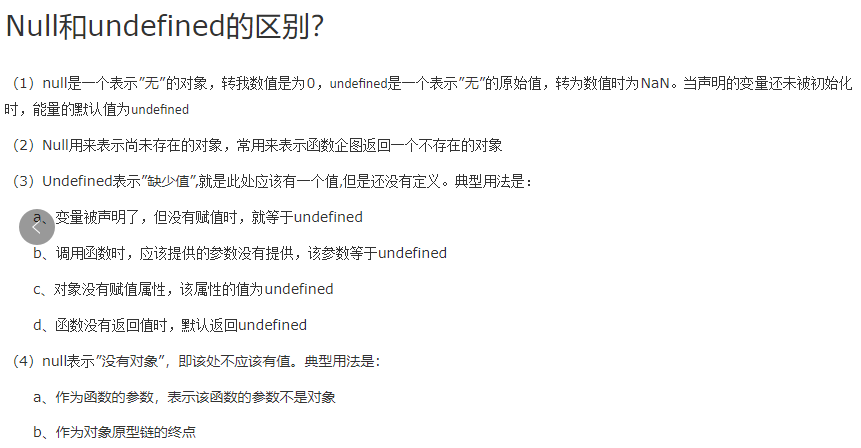 Null和undefined的区别?
（1）null是一个表示”无”的对象，转我数值是为0，undefined是一个表示”无”的原始值，转为数值时为NaN。当声明的变量还未被初始化
时，能量的默认值为undefined
（2）Null用来表示尚未存在的对象，常用来表示函数企图返回一个不存在的对象
（3）Undefined表示”缺少值”,就是此处应该有一个值,但是还没有定义。典型用法是：
a、变量被声明了，但没有赋值时，就等于undefined
b、调用函数时，应该提供的参数没有提供，该参数等于undefined
c、对象没有赋值属性，该属性的值为undefined
d、函数没有返回值时，默认返回undefined
（4）null表示”没有对象”，即该处不应该有值。典型用法是：
a、作为函数的参数，表示该函数的参数不是对象
b、作为对象原型链的终点